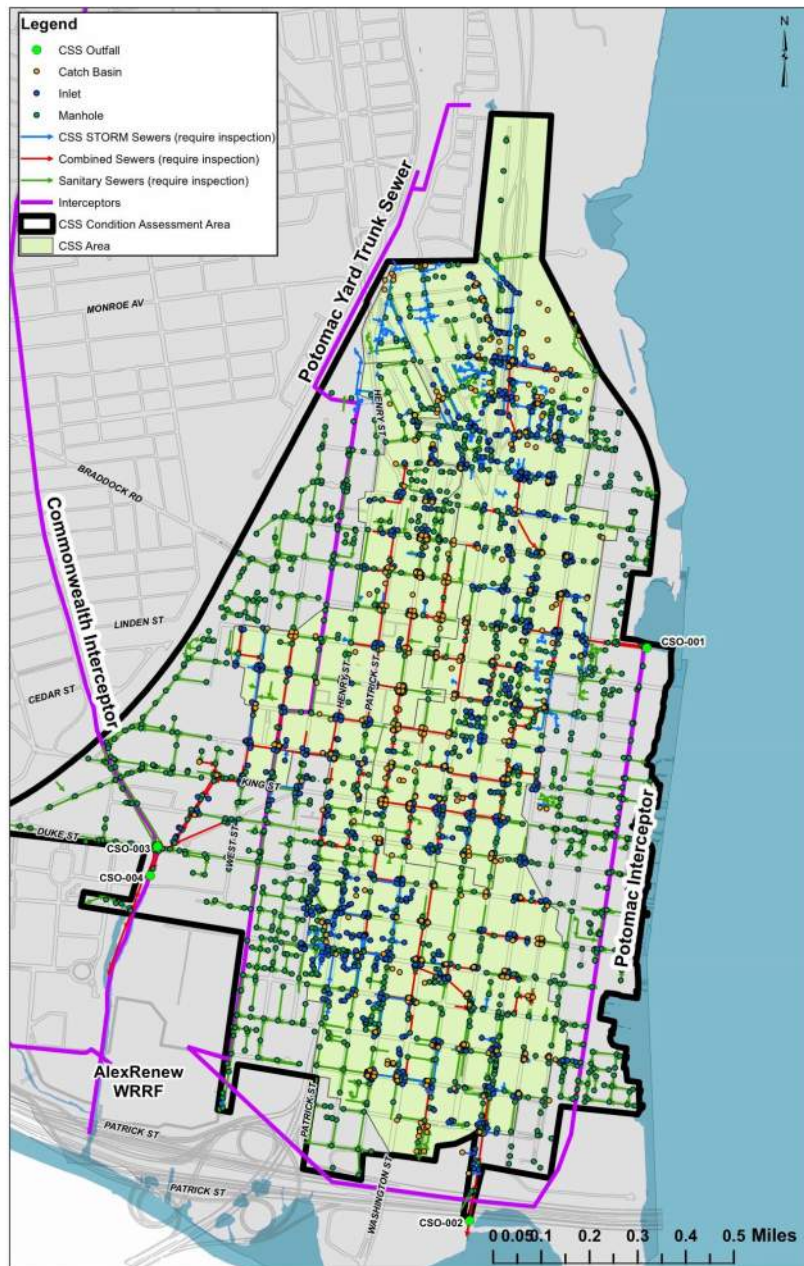 Legend
CSS Outfall
Catch Basin
Inlet
Manhole
CSS STORM Sewers (require inspection)
Combined Sewers (require inspection)
Sanitary Sewers (require inspection)
Interceptors
CSS Condition Assessment Area
CSS Area
N
Potomac Yard Trunk Sewer
MONROE AV
HENRY ST
BRADDOCK RD
Commonwealth Interceptor
LINDEN ST
CSO-001
CEDAR ST
HENRY ST
PATRICK ST
KING ST
DUKE ST
CSO-003
WEST ST
CSO-004
Potomac Interceptor
AlexRenew
WRRF
PATRICK ST
PATRICK ST
PATRICK ST
WASHINGTON ST
CSO-002
0 0.05 0.1 0.2 0.3 0.4 0.5 Miles